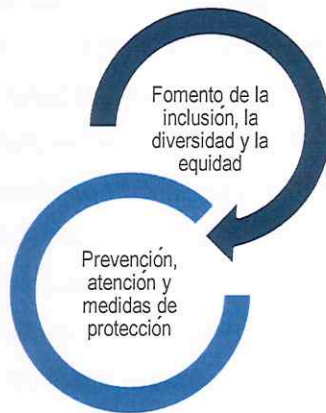 Fomento de la
inclusión, la
diversidad y la
equidad
Prevención,
atención y
medidas de
protección